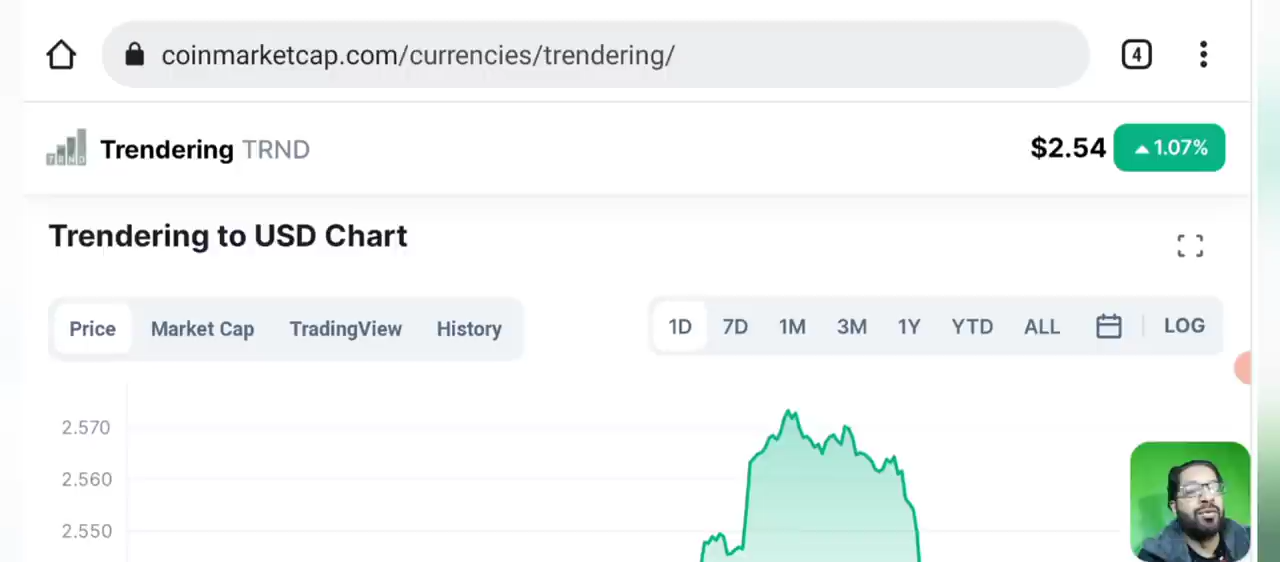 coinmarketcap.com/currencies/trendering/
4
TRND
Trendering TRND
$2.54
1.07%
Trendering to USD Chart
Price Market Cap TradingView History
1D 7D 1M 3M 1Y YTD ALL LOG
2.570
2.560
2.550